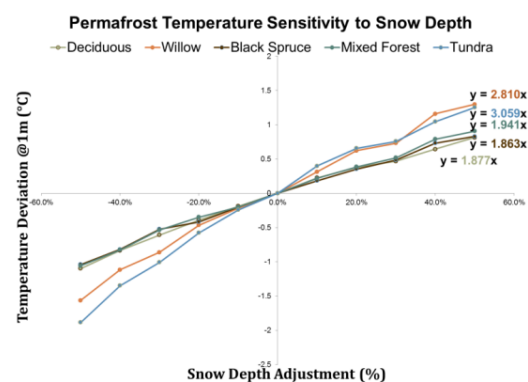 Permafrost Temperature Sensitivity to Snow Depth
Deciduous Willow Black Spruce Mixed Forest Tundra
Temperature Deviation @1m (°C)
2
1.5
1
0.5
0
-0.5
-1
-1.5
-2
-2.5
-60.0% -40.0% -20.0% 0.0% 20.0% 40.0% 60.0%
y = 2.810x
y = 3.059x
y = 1.941x
y = 1.863x
y = 1.877x
Snow Depth Adjustment (%)